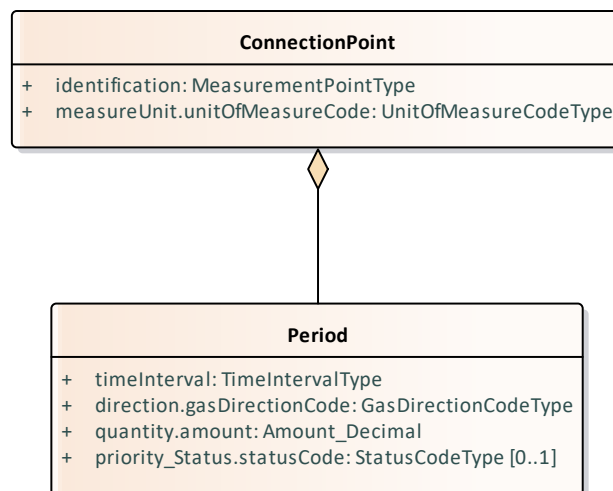 ConnectionPoint
+ identification: MeasurementPointType
+ measureUnit.unitOfMeasureCode: UnitOfMeasureCodeType
Period
+ timeInterval: TimeIntervalType
+ direction.gasDirectionCode: GasDirectionCodeType
+ quantity.amount: Amount_Decimal
+ priority_Status.statusCode: StatusCodeType [0..1]